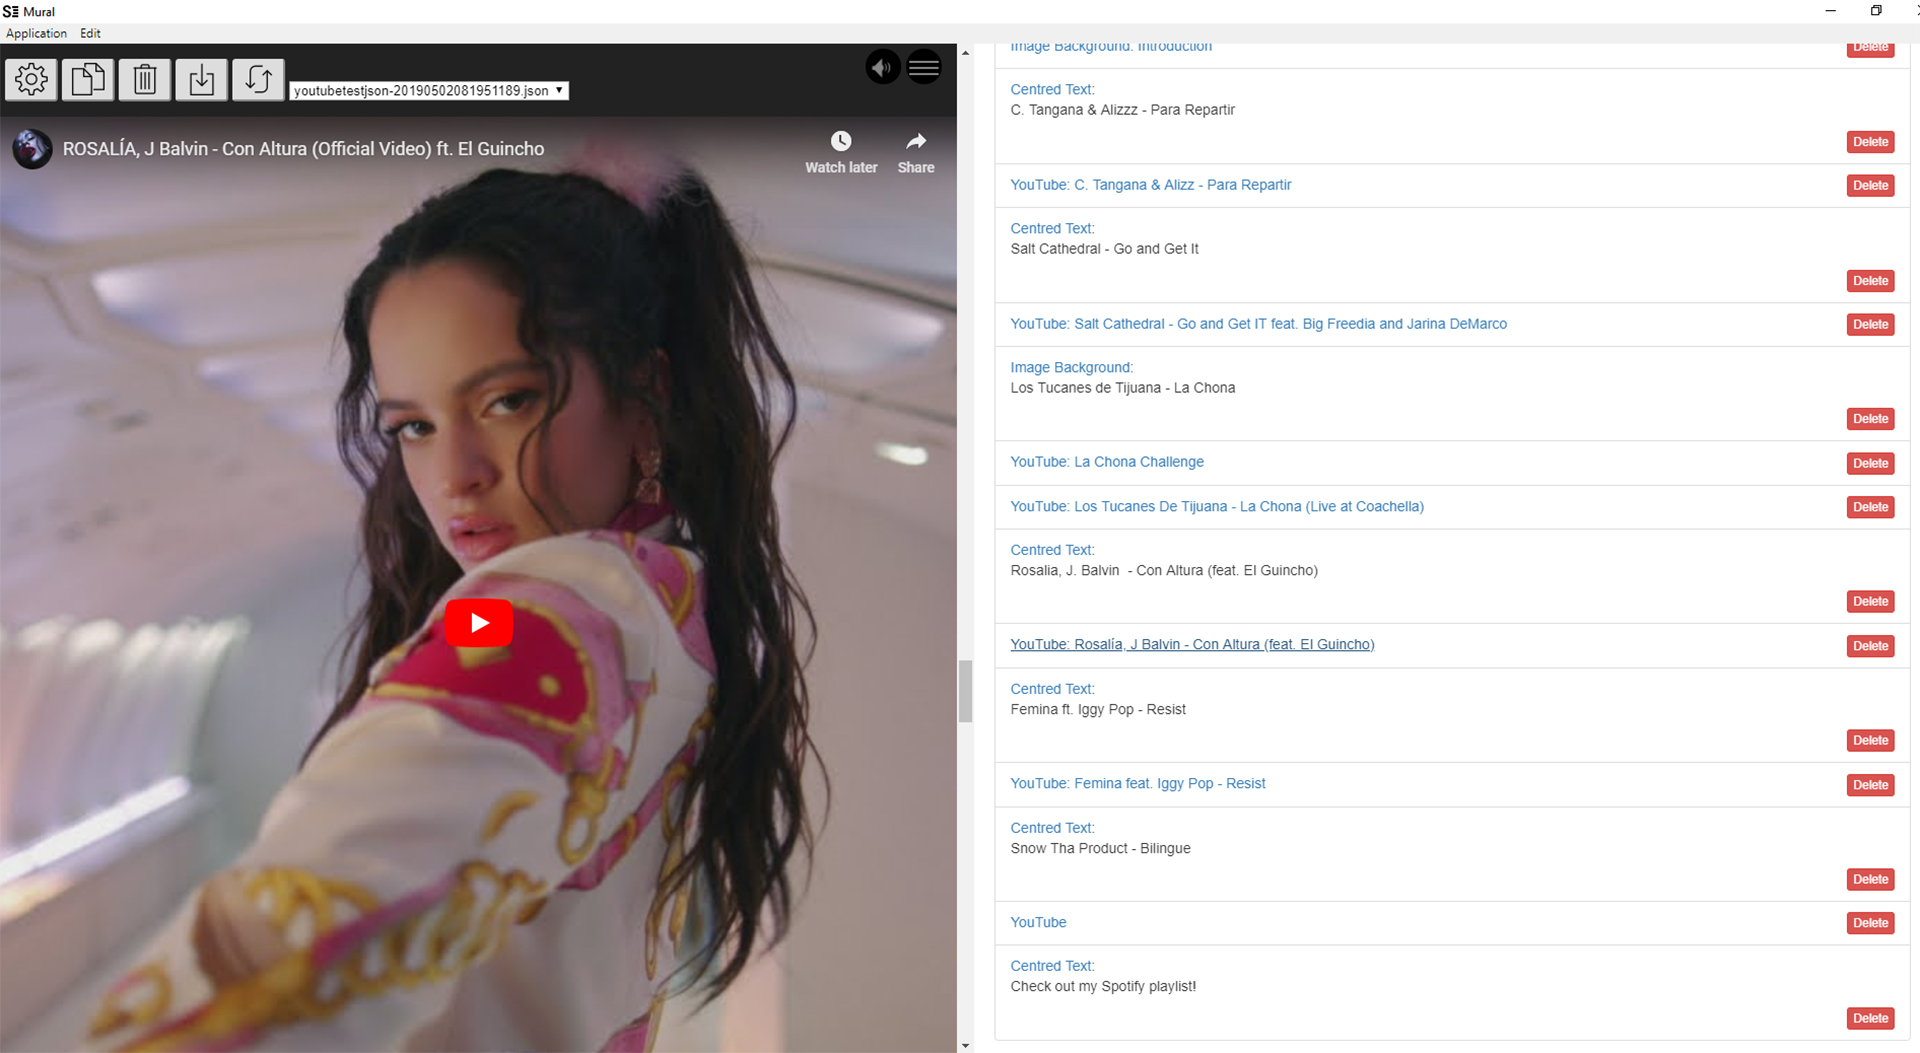 SE Mural
Application Edit
youtubetestjson-20190502081951189.json
ROSALÍA, J Balvin - Con Altura (Official Video) ft. El Guincho
Watch later
Share
Image Background: Introduction
Delete
Centred Text:
C. Tangana & Alizzz - Para Repartir
Delete
YouTube: C. Tangana & Alizz - Para Repartir
Delete
Centred Text:
Salt Cathedral - Go and Get It
Delete
YouTube: Salt Cathedral - Go and Get IT feat. Big Freedia and Jarina DeMarco
Delete
Image Background:
Los Tucanes de Tijuana - La Chona
Delete
YouTube: La Chona Challenge
Delete
YouTube: Los Tucanes De Tijuana - La Chona (Live at Coachella)
Delete
Centred Text:
Rosalia, J. Balvin  - Con Altura (feat. El Guincho)
Delete
YouTube: Rosalía, J Balvin - Con Altura (feat. El Guincho)
Delete
Centred Text:
Femina ft. Iggy Pop - Resist
Delete
YouTube: Femina feat. Iggy Pop - Resist
Delete
Centred Text:
Snow Tha Product - Bilingue
Delete
YouTube
Delete
Centred Text:
Check out my Spotify playlist!
Delete